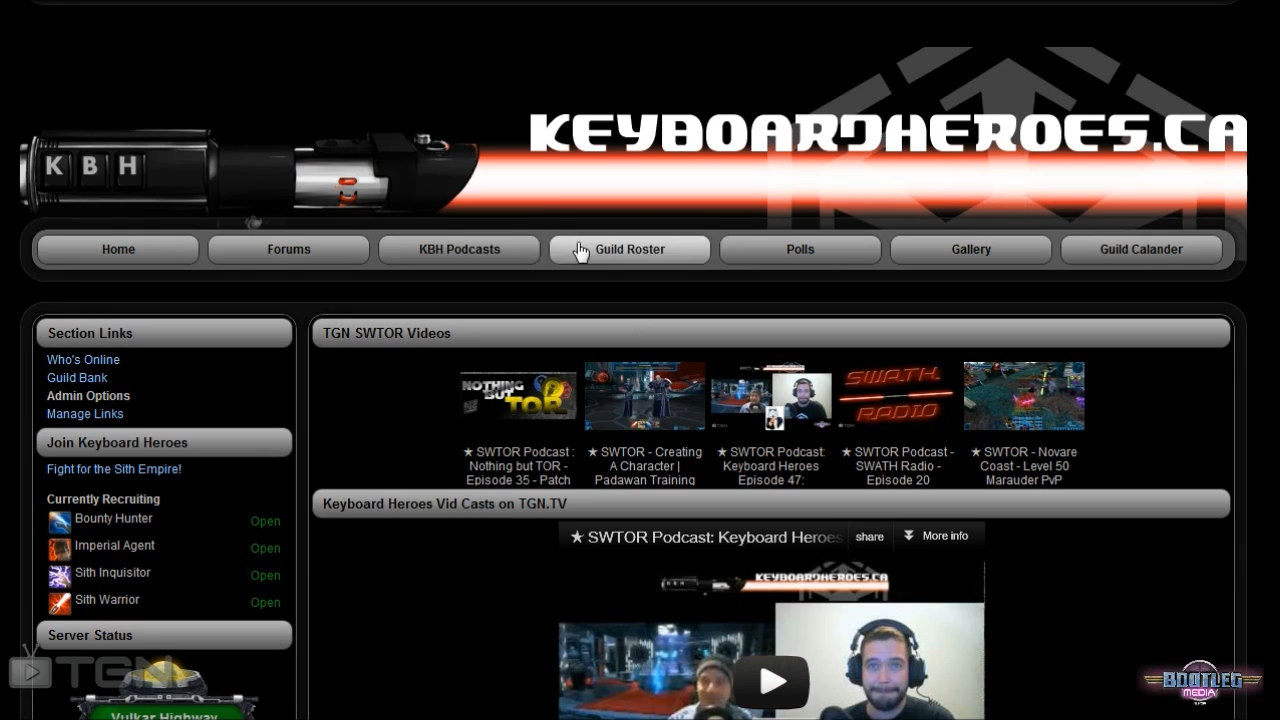 KEYBOARDHEROES.CA
K B H
Home
Forums
KBH Podcasts
Guild Roster
Polls
Gallery
Guild Calander
Section Links
Who's Online
Guild Bank
Admin Options
Manage Links
Join Keyboard Heroes
Fight for the Sith Empire!
Currently Recruiting
Bounty Hunter Open
Imperial Agent Open
Sith Inquisitor Open
Sith Warrior Open
Server Status
Vulkar Highway
TGN SWTOR Videos
NOTHING
BUT
TOR
SWATH
RADIO
★ SWTOR Podcast :
Nothing but TOR -
Episode 35 - Patch
★ SWTOR - Creating
A Character |
Padawan Training
★ SWTOR Podcast:
Keyboard Heroes
Episode 47:
★ SWTOR Podcast -
SWATH Radio -
Episode 20
★ SWTOR - Novare
Coast - Level 50
Marauder PvP
Keyboard Heroes Vid Casts on TGN.TV
★ SWTOR Podcast: Keyboard Heroes
share
More info
KEYBOARDHEROES.CA
TGN
BOOTLEG
MEDIA